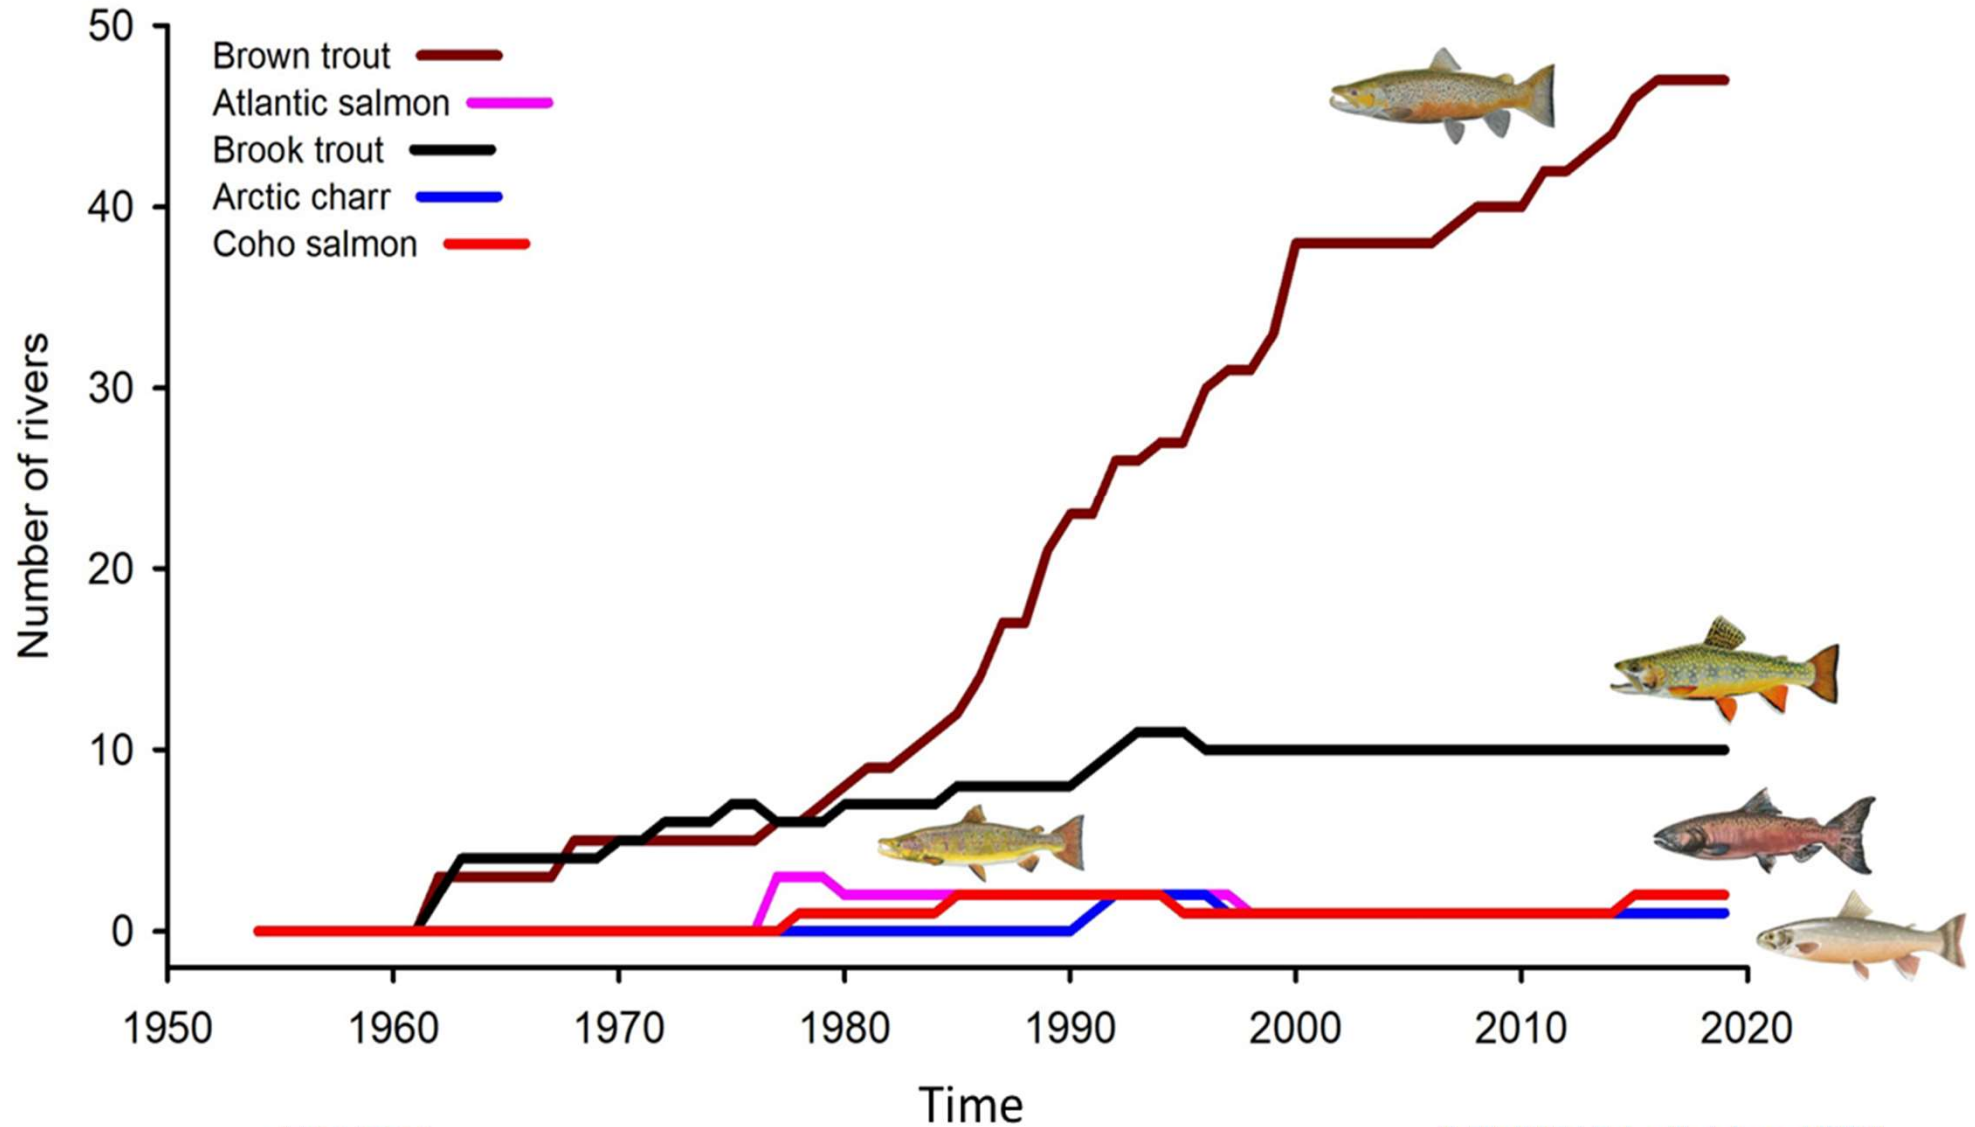 50
Brown trout
Atlantic salmon
Brook trout
Arctic charr
40
Coho salmon
30
Number of rivers
20
10
0
1950 1960 1970 1980 1990 2000 2010 2020
Time